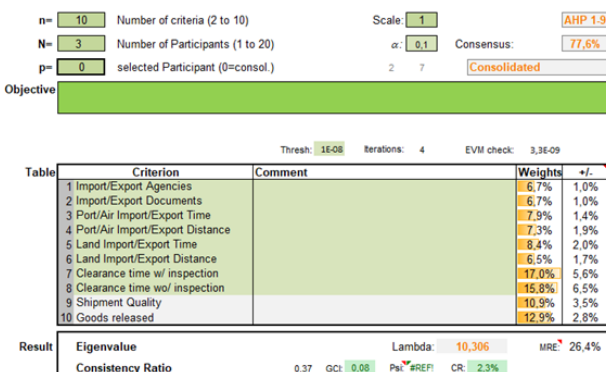 n= 10 Number of criteria (2 to 10) Scale: 1 AHP 1-9
N= 3 Number of Participants (1 to 20) α: 0,1 Consensus: 77,6%
p= 0 selected Participant (0=consol.) 2 7 Consolidated
Objective
Thresh: 1E-08 Iterations: 4 EVM check: 3,3E-09
Table Criterion Comment Weights +/-
1 Import/Export Agencies 6,7% 1,0%
2 Import/Export Documents 6,7% 1,0%
3 Port/Air Import/Export Time 7,9% 1,4%
4 Port/Air Import/Export Distance 7,3% 1,9%
5 Land Import/Export Time 8,4% 2,0%
6 Land Import/Export Distance 6,5% 1,7%
7 Clearance time w/ inspection 17,0% 5,6%
8 Clearance time wo/ inspection 15,8% 6,5%
9 Shipment Quality 10,9% 3,5%
10 Goods released 12,9% 2,8%
Result Eigenvalue Lambda: 10,306 MRE: 26,4%
Consistency Ratio 0,37 GCI: 0,08 Psi: #REF! CR: 2,3%